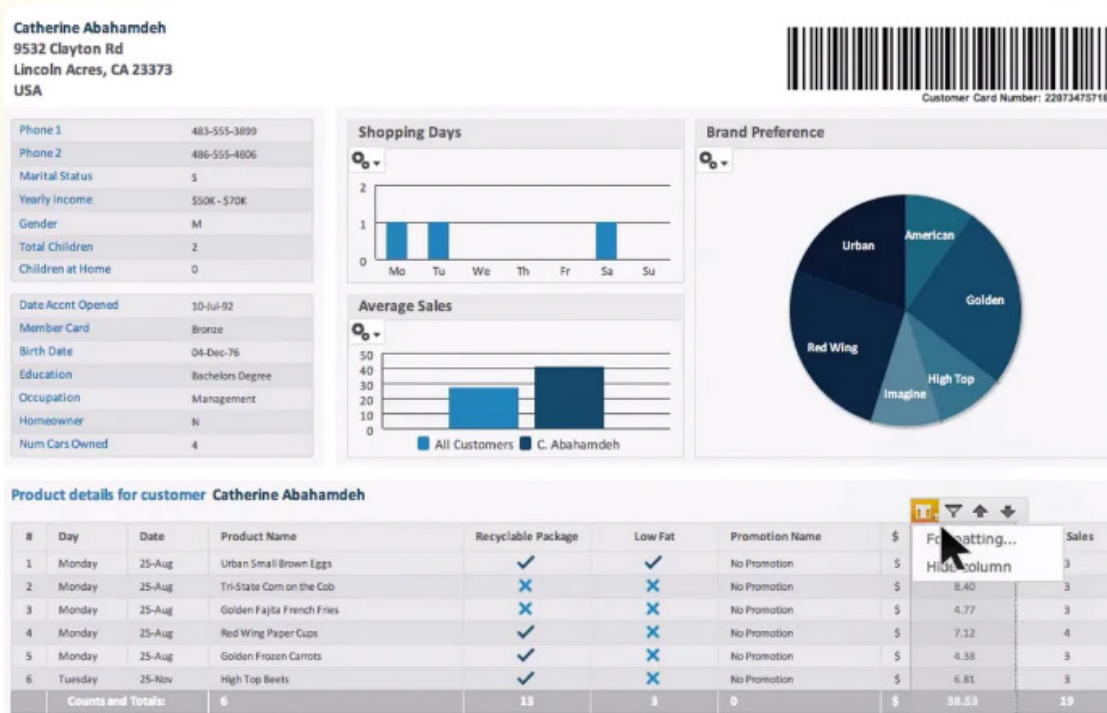 Catherine Abahamdeh
9532 Clayton Rd
Lincoln Acres, CA 23373
USA
Customer Card Number: 22073475718
Phone 1 483-555-3899
Phone 2 486-555-4806
Marital Status S
Yearly Income $50K - $70K
Gender M
Total Children 2
Children at Home 0
Date Accnt Opened 10-Jul-92
Member Card Bronze
Birth Date 04-Dec-76
Education Bachelors Degree
Occupation Management
Homeowner N
Num Cars Owned 4
Shopping Days
2
1
0
Mo Tu We Th Fr Sa Su
Average Sales
50
40
30
20
10
0
All Customers C. Abahamdeh
Brand Preference
American
Urban
Golden
Red Wing
High Top
Imagine
Product details for customer Catherine Abahamdeh
# Day Date Product Name Recyclable Package Low Fat Promotion Name $ Sales
Hide column
1 Monday 25-Aug Urban Small Brown Eggs No Promotion $ 3
2 Monday 25-Aug Tri-State Corn on the Cob No Promotion $ 8.40 3
3 Monday 25-Aug Golden Fajita French Fries No Promotion $ 4.77 3
4 Monday 25-Aug Red Wing Paper Cups No Promotion $ 7.12 4
5 Monday 25-Aug Golden Frozen Carrots No Promotion $ 4.38 3
6 Tuesday 25-Nov High Top Beets No Promotion $ 6.81 3
Counts and Totals: 6 13 3 0 $ 38.53 19